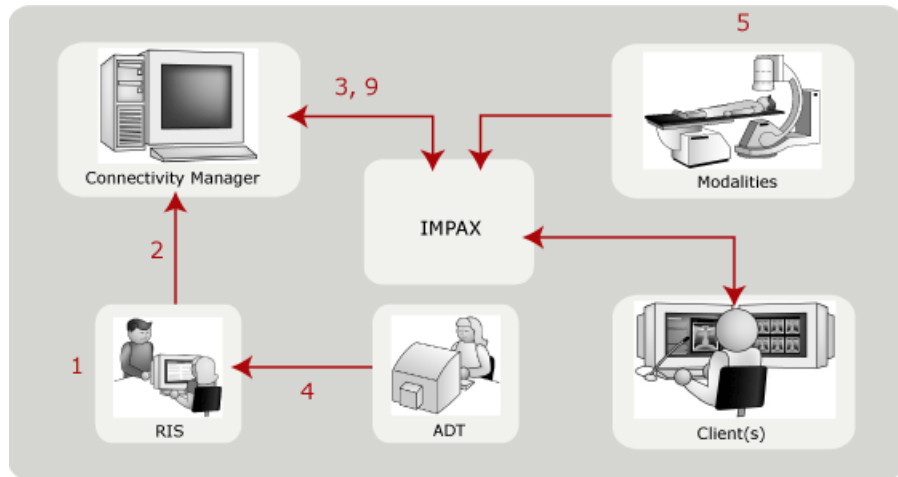 5
3, 9
Connectivity Manager
Modalities
IMPAX
2
1
4
RIS
ADT
Client(s)